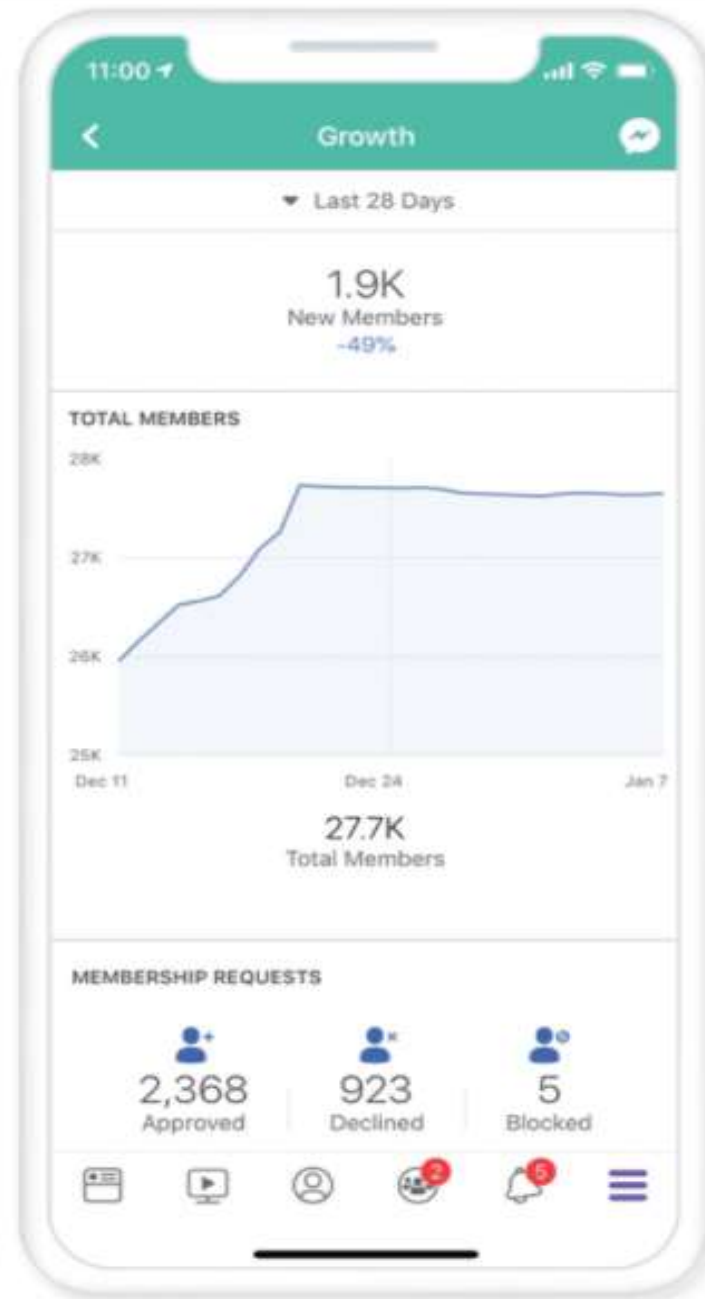 11:00
Growth
Last 28 Days
1.9K
New Members
-49%
TOTAL MEMBERS
28K
27K
26K
25K
Dec 11 Dec 24 Jan 7
27.7K
Total Members
MEMBERSHIP REQUESTS
2,368 923 5
Approved Declined Blocked
2 5